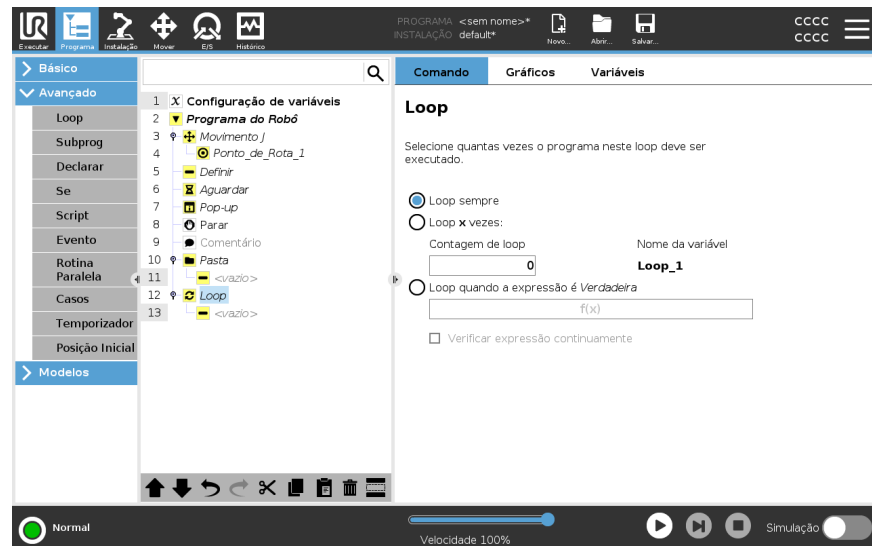 PROGRAMA <sem nome>*
INSTALAÇÃO default*
UR
Executar Programa Instalação Mover E/S Histórico Novo... Abrir... Salvar...
CCCC
CCCC
Básico
Avançado
Loop
Subprog
Declarar
Se
Script
Evento
Rotina
Paralela
Casos
Temporizador
Posição Inicial
Modelos
1 X Configuração de variáveis
2 Programa do Robô
3 Movimento J
4 Ponto_de_Rota_1
5 Definir
6 Aguardar
7 Pop-up
8 Parar
9 Comentário
10 Pasta
11 <vazio>
12 Loop
13 <vazio>
Comando Gráficos Variáveis
Loop
Selecione quantas vezes o programa neste loop deve ser
executado.
Loop sempre
Loop x vezes:
Contagem de loop Nome da variável
0 Loop_1
Loop quando a expressão é Verdadeira
f(x)
Verificar expressão continuamente
Normal
Velocidade 100%
Simulação